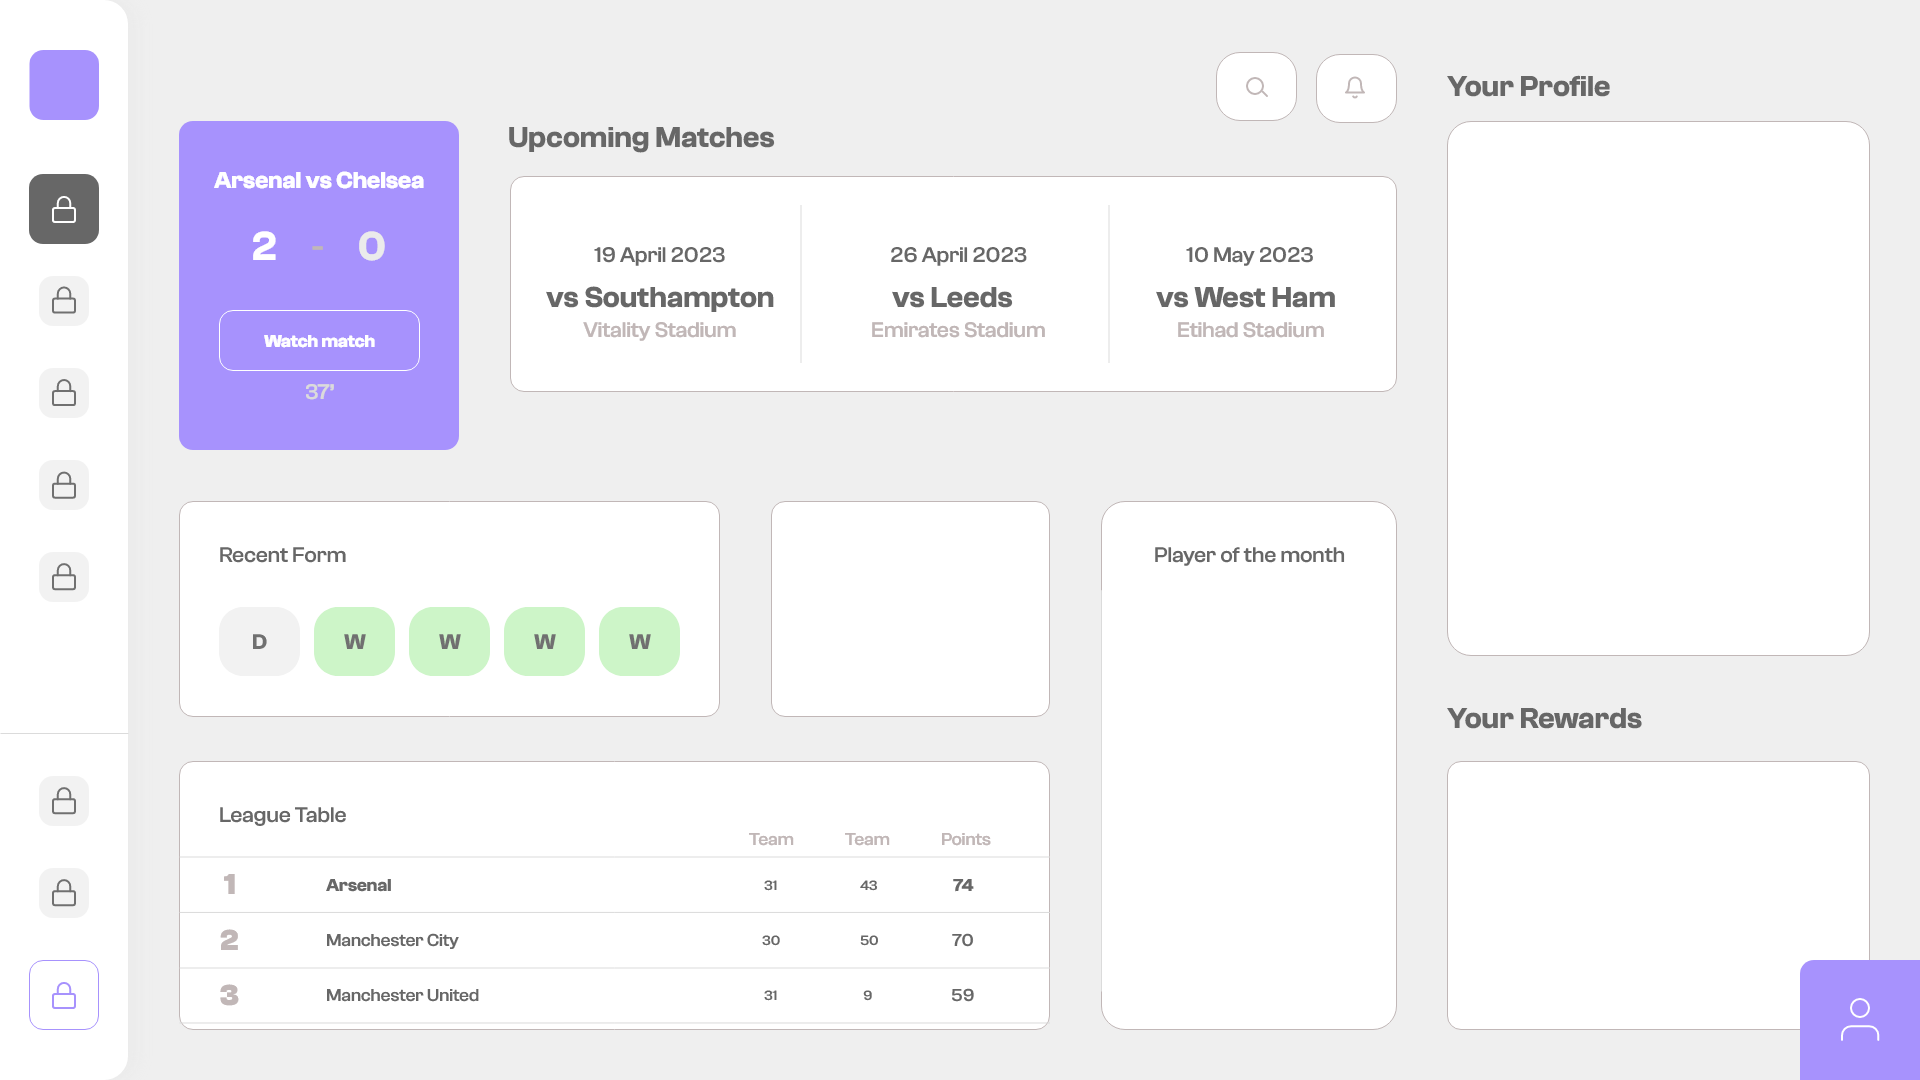 Your Profile
Upcoming Matches
Arsenal vs Chelsea
2 - 0
Watch match
37’
19 April 2023
vs Southampton
Vitality Stadium
26 April 2023
vs Leeds
Emirates Stadium
10 May 2023
vs West Ham
Etihad Stadium
Recent Form
D W W W W
Player of the month
Your Rewards
League Table
Team Team Points
1 Arsenal 31 43 74
2 Manchester City 30 50 70
3 Manchester United 31 9 59